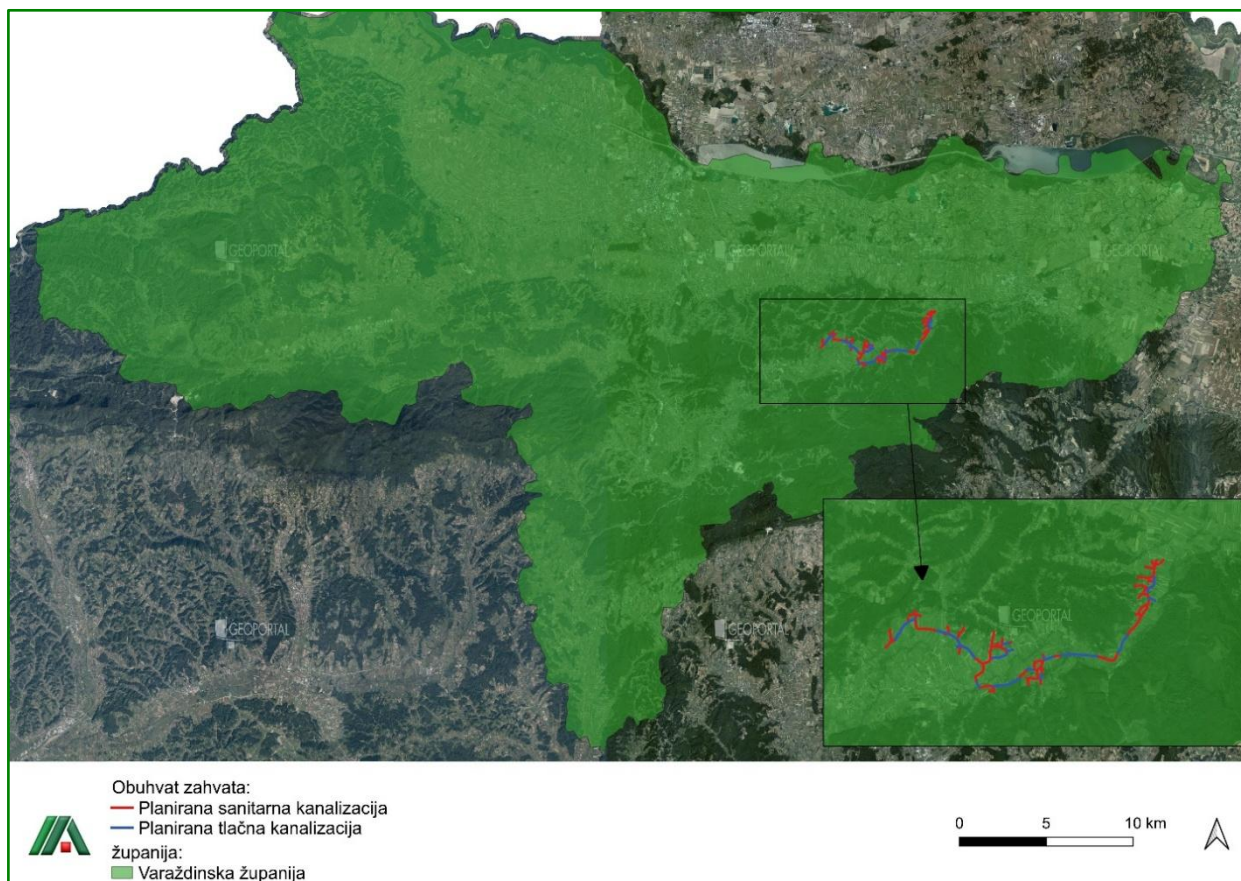 GEOPORTAL
GEOPORTAL
GEOPORTAL
GEOPORTAL
GEOPORTAL
GEOPORTAL
Obuhvat zahvata:
Planirana sanitarna kanalizacija
Planirana tlačna kanalizacija
županija:
Varaždinska županija
0 5 10 km